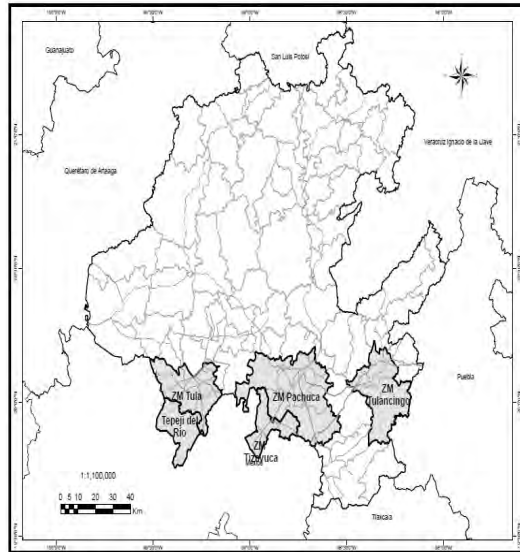 Guanajuato
San Luis Potosí
Veracruz Ignacio de la Llave
Querétaro de Arteaga
Puebla
ZM Tula
Tepeji del
Río
ZM Pachuca
ZM
Tulancingo
ZM
Tizayuca
México
1:1,100,000
0 5 10 20 30 40
Km
Tlaxcala